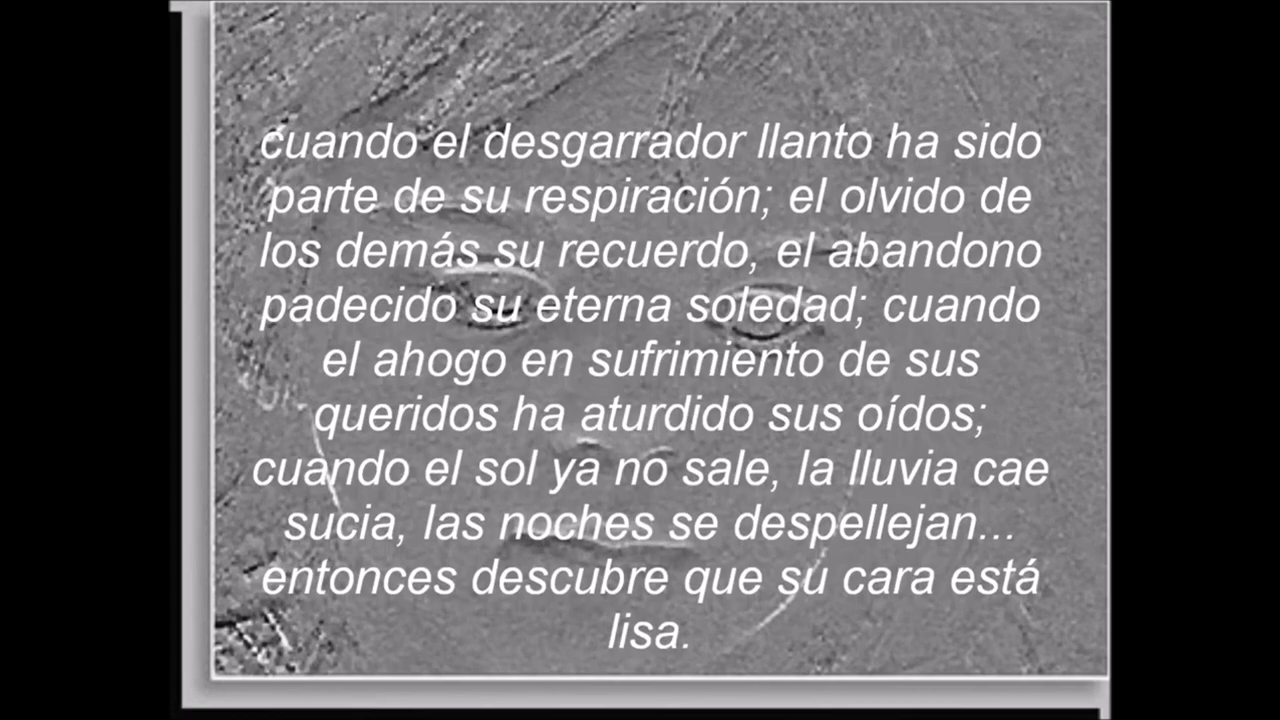 cuando el desgarrador llanto ha sido
parte de su respiración; el olvido de
los demás su recuerdo, el abandono
padecido su eterna soledad; cuando
el ahogo en sufrimiento de sus
queridos ha aturdido sus oídos;
cuando el sol ya no sale, la lluvia cae
sucia, las noches se despellejan...
entonces descubre que su cara está
lisa.